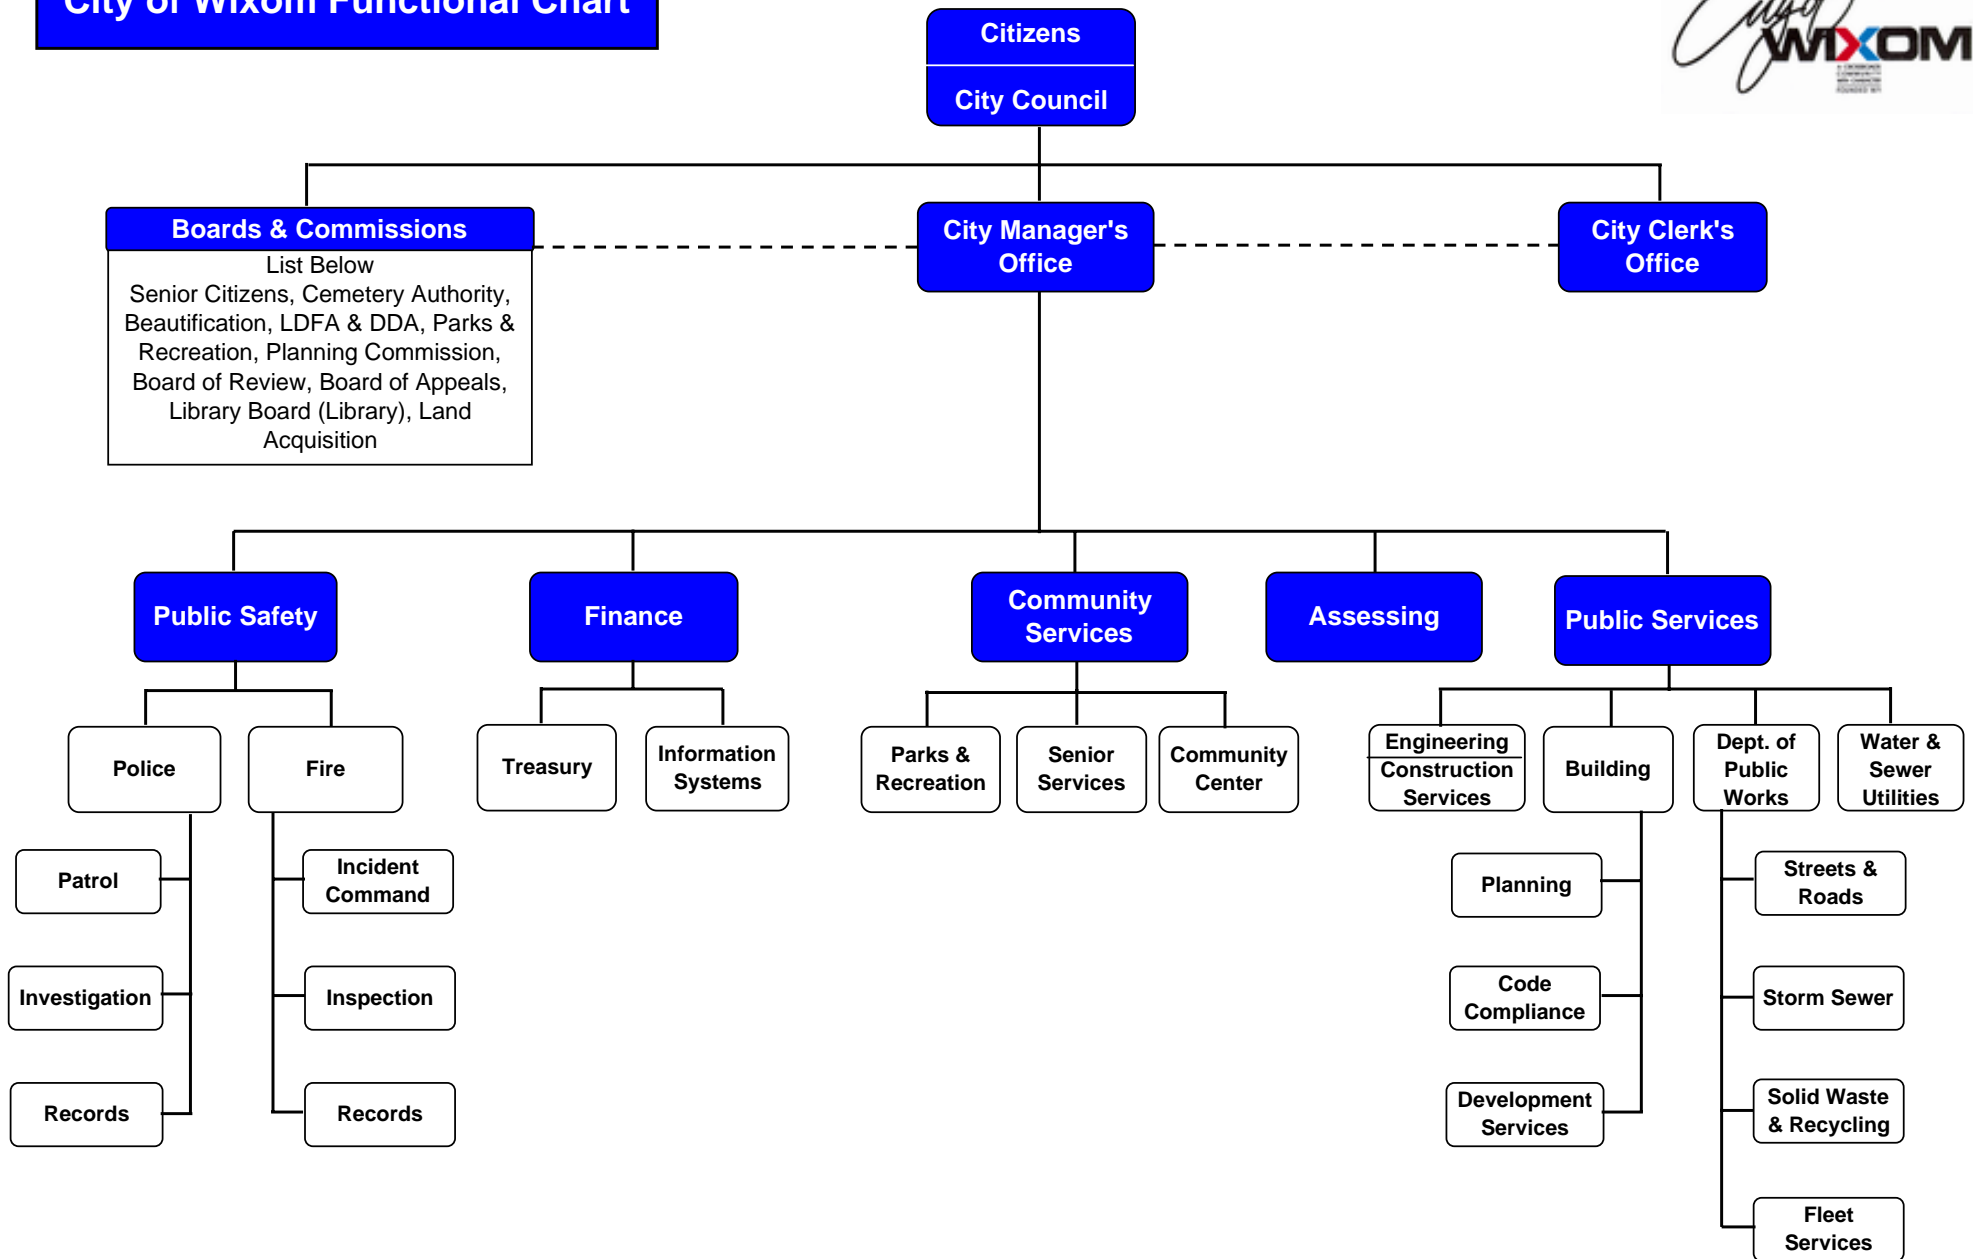 City of Wixom Functional Chart
Citizens
City Council
City of
WIXOM
Boards & Commissions
List Below
Senior Citizens, Cemetery Authority,
Beautification, LDFA & DDA, Parks &
Recreation, Planning Commission,
Board of Review, Board of Appeals,
Library Board (Library), Land
Acquisition
City Manager's
Office
City Clerk's
Office
Public Safety
Finance
Community
Services
Assessing
Public Services
Police
Fire
Treasury
Information
Systems
Parks &
Recreation
Senior
Services
Community
Center
Engineering
Construction
Services
Building
Dept. of
Public
Works
Water &
Sewer
Utilities
Patrol
Incident
Command
Planning
Streets &
Roads
Investigation
Inspection
Code
Compliance
Storm Sewer
Records
Records
Development
Services
Solid Waste
& Recycling
Fleet
Services